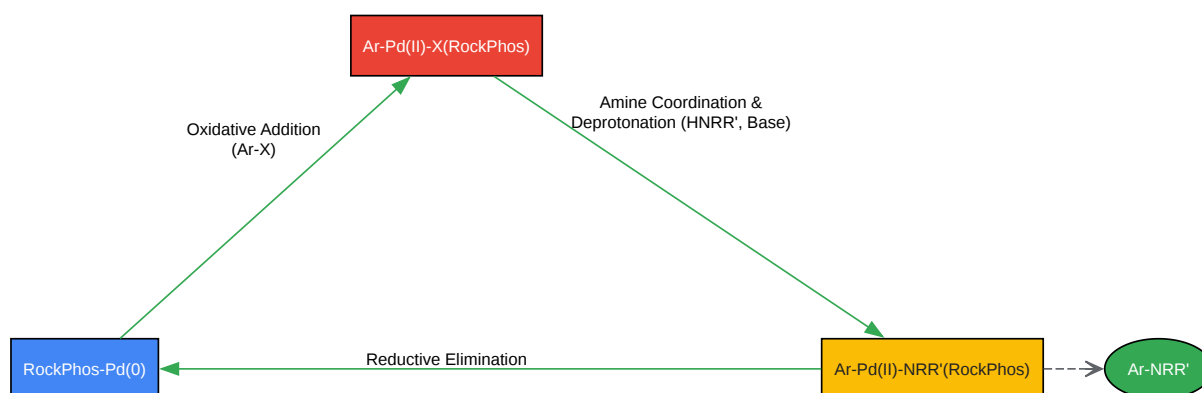 Ar-Pd(II)-X(RockPhos)
Oxidative Addition
(Ar-X)
Amine Coordination &
Deprotonation (HNRR', Base)
RockPhos-Pd(0)
Reductive Elimination
Ar-Pd(II)-NRR'(RockPhos)
Ar-NRR'